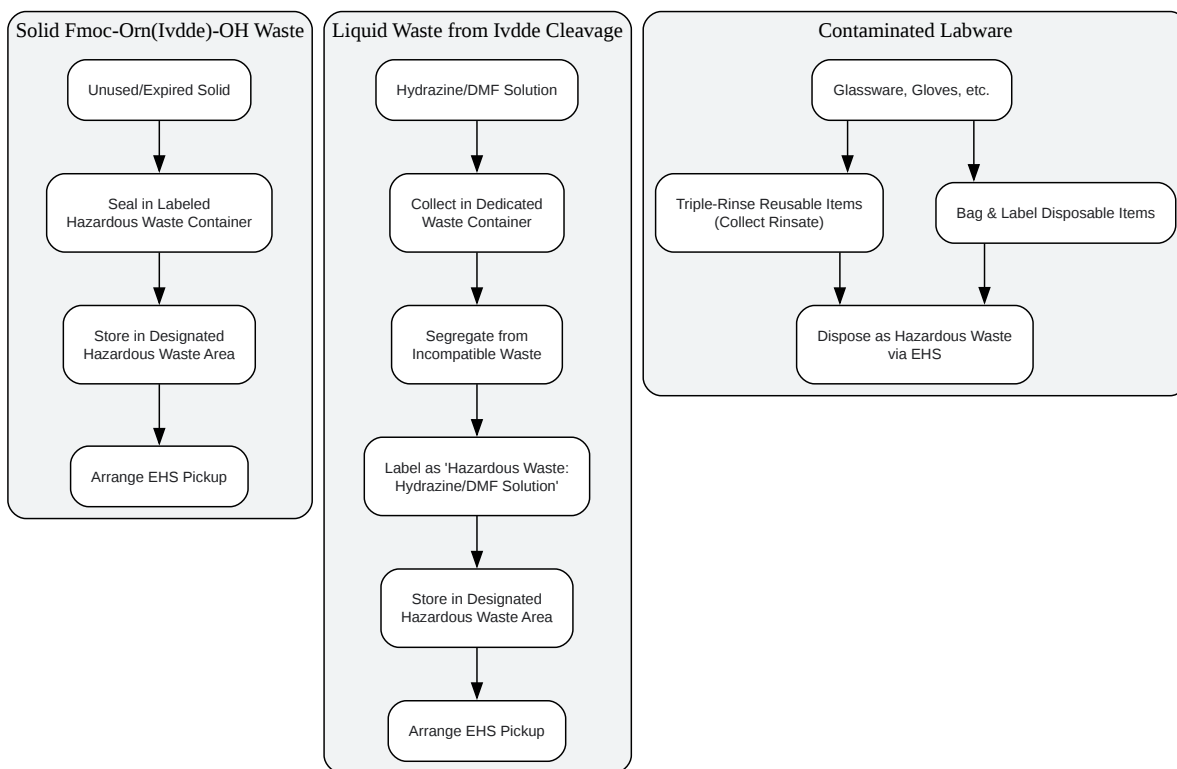 Solid Fmoc-Orn(Ivdde)-OH Waste
Unused/Expired Solid
Seal in Labeled
Hazardous Waste Container
Store in Designated
Hazardous Waste Area
Arrange EHS Pickup
Liquid Waste from Ivdde Cleavage
Hydrazine/DMF Solution
Collect in Dedicated
Waste Container
Segregate from
Incompatible Waste
Label as 'Hazardous Waste:
Hydrazine/DMF Solution'
Store in Designated
Hazardous Waste Area
Arrange EHS Pickup
Contaminated Labware
Glassware, Gloves, etc.
Triple-Rinse Reusable Items
(Collect Rinsate)
Bag & Label Disposable Items
Dispose as Hazardous Waste
via EHS